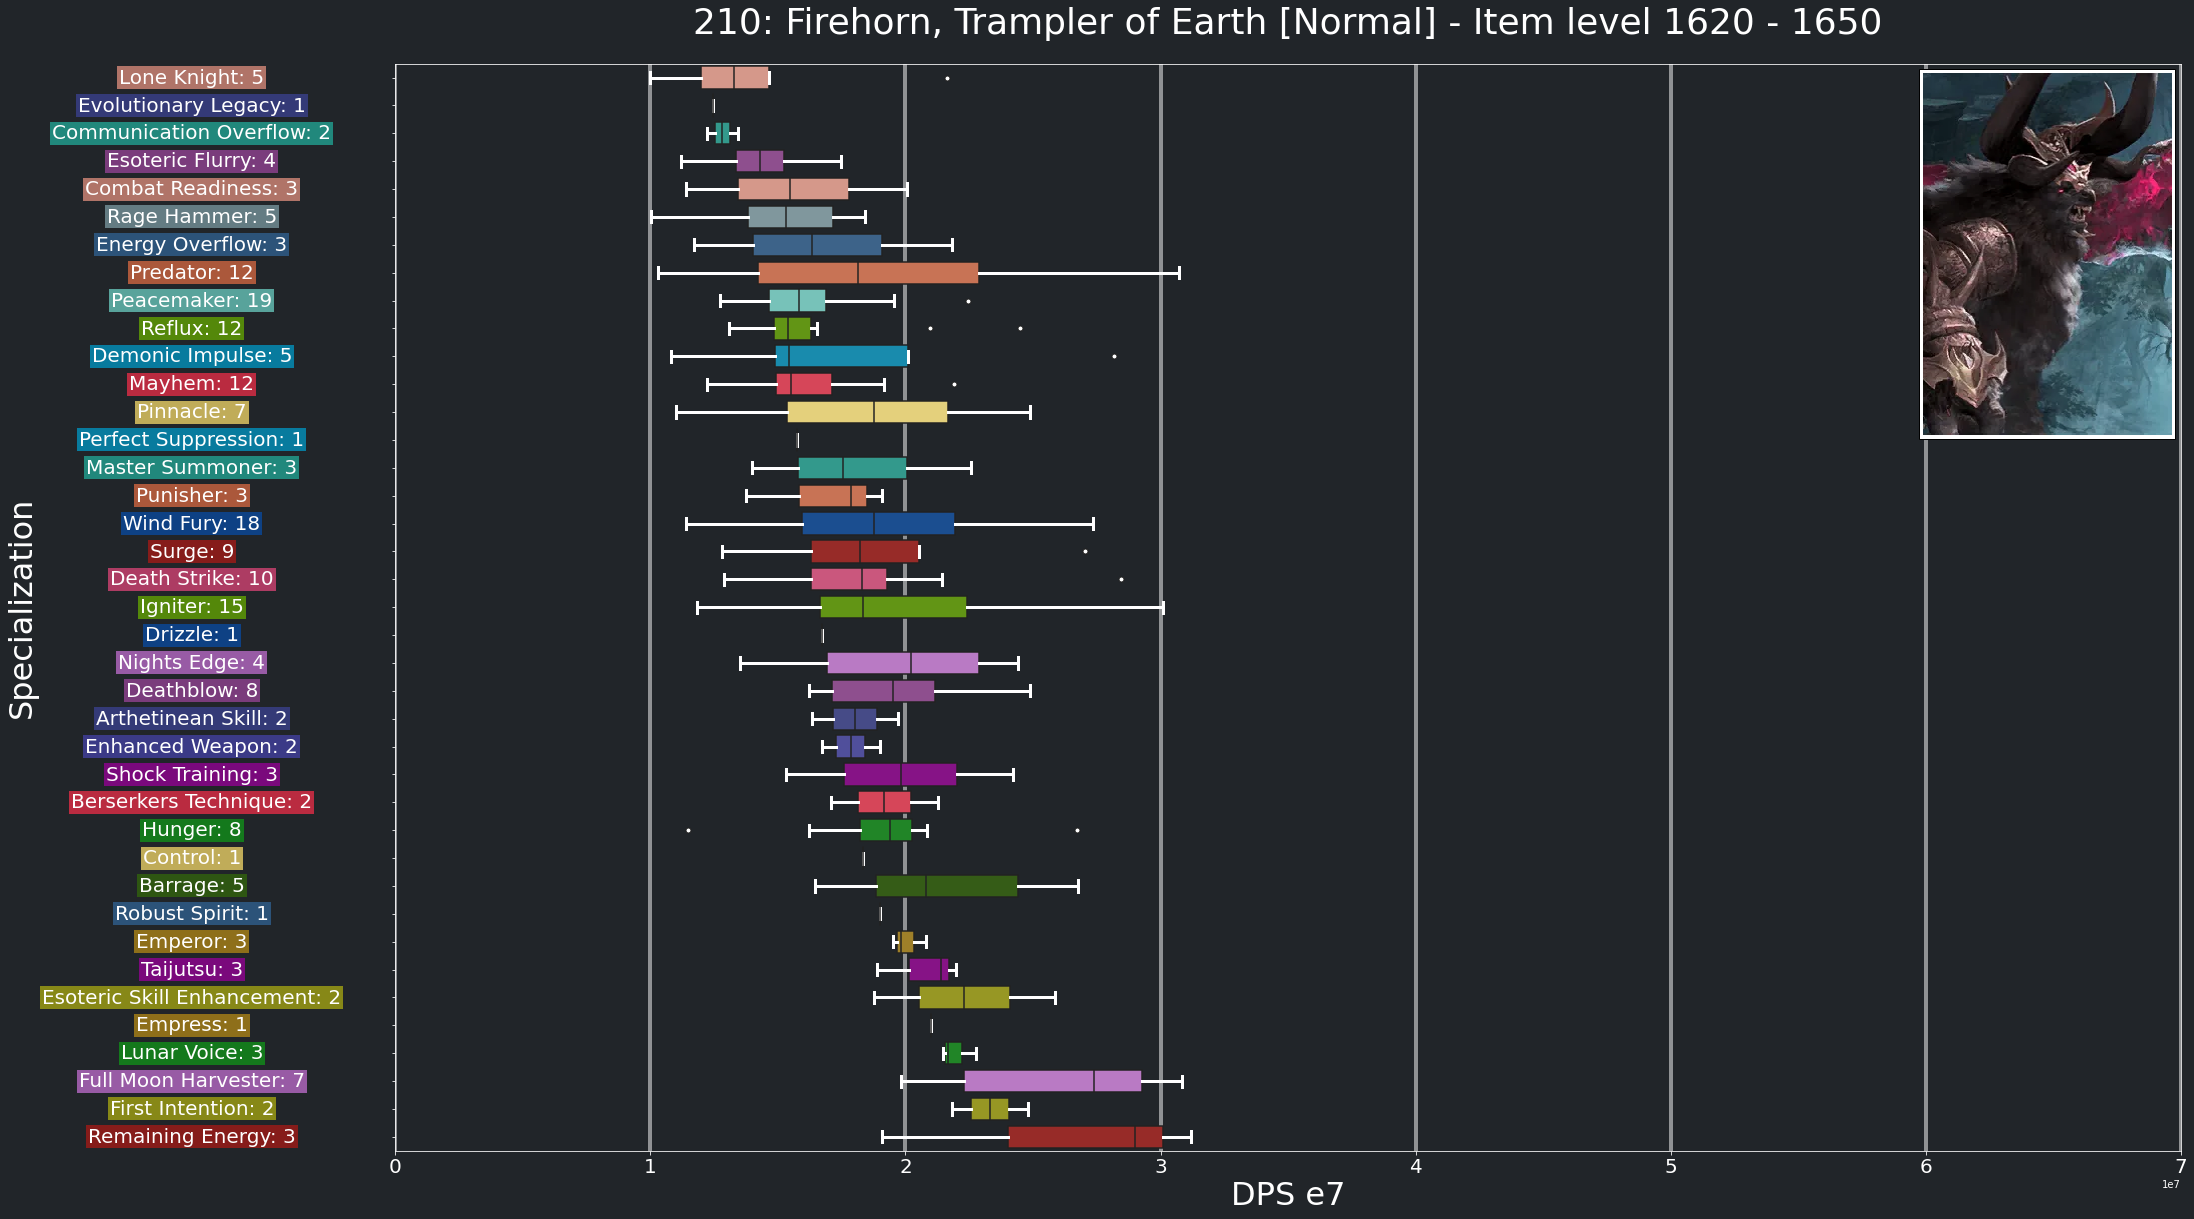 210: Firehorn, Trampler of Earth [Normal] - Item level 1620 - 1650
Specialization
Lone Knight: 5
Evolutionary Legacy: 1
Communication Overflow: 2
Esoteric Flurry: 4
Combat Readiness: 3
Rage Hammer: 5
Energy Overflow: 3
Predator: 12
Peacemaker: 19
Reflux: 12
Demonic Impulse: 5
Mayhem: 12
Pinnacle: 7
Perfect Suppression: 1
Master Summoner: 3
Punisher: 3
Wind Fury: 18
Surge: 9
Death Strike: 10
Igniter: 15
Drizzle: 1
Nights Edge: 4
Deathblow: 8
Arthetinean Skill: 2
Enhanced Weapon: 2
Shock Training: 3
Berserkers Technique: 2
Hunger: 8
Control: 1
Barrage: 5
Robust Spirit: 1
Emperor: 3
Taijutsu: 3
Esoteric Skill Enhancement: 2
Empress: 1
Lunar Voice: 3
Full Moon Harvester: 7
First Intention: 2
Remaining Energy: 3
0 1 2 3 4 5 6 7
1e7
DPS e7